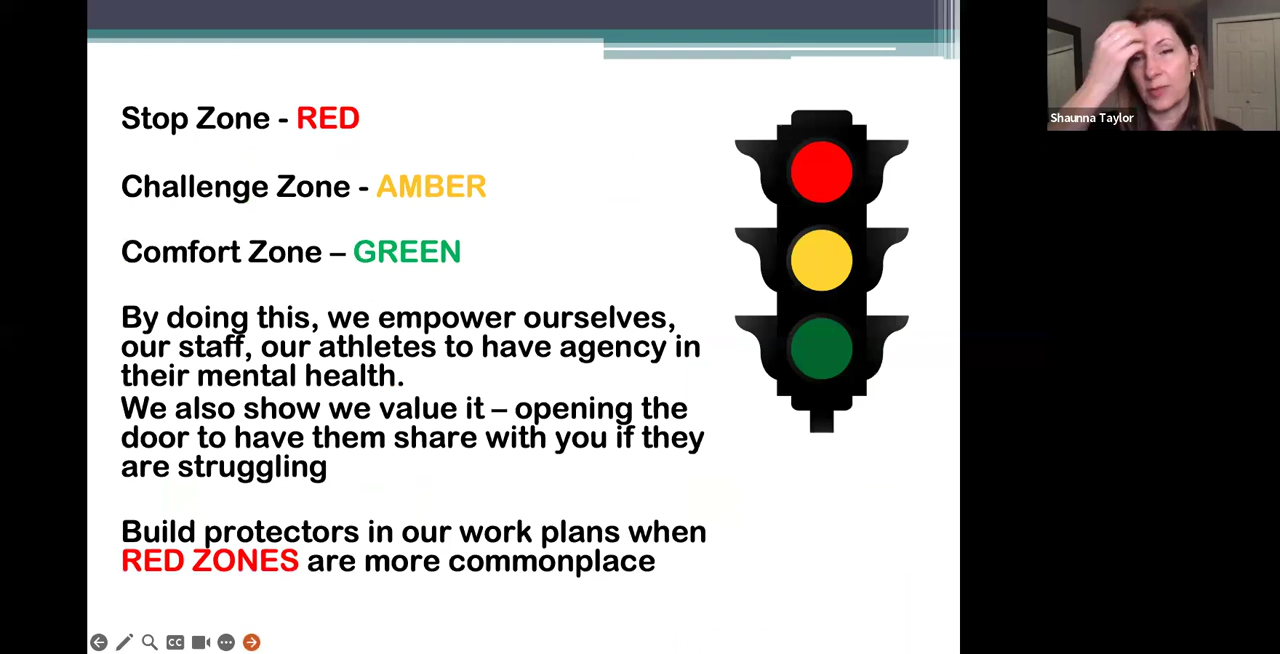 Stop Zone - RED
Challenge Zone - AMBER
Comfort Zone – GREEN
By doing this, we empower ourselves,
our staff, our athletes to have agency in
their mental health.
We also show we value it – opening the
door to have them share with you if they
are struggling
Build protectors in our work plans when
RED ZONES are more commonplace
Shaunna Taylor
CC